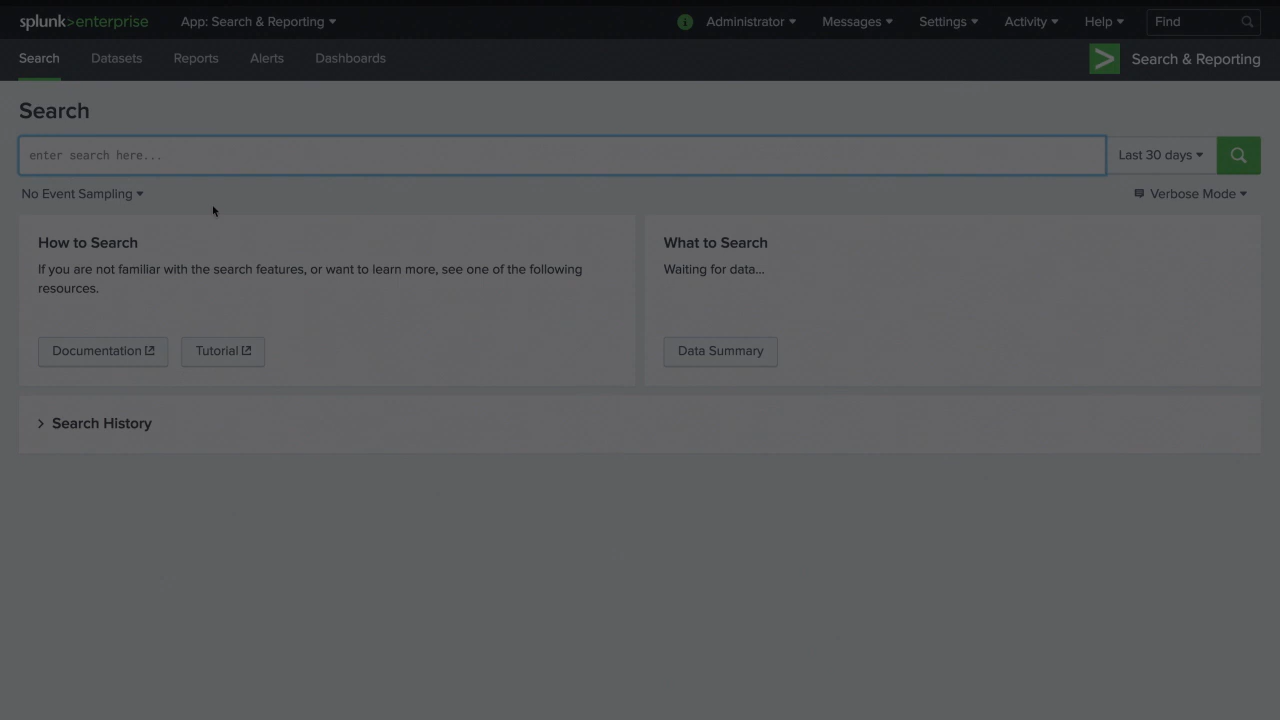 splunk>enterprise App: Search & Reporting Administrator Messages Settings Activity Help Find
Search Datasets Reports Alerts Dashboards Search & Reporting
Search
enter search here... Last 30 days
No Event Sampling Verbose Mode
How to Search
If you are not familiar with the search features, or want to learn more, see one of the following
resources.
Documentation Tutorial
What to Search
Waiting for data...
Data Summary
Search History